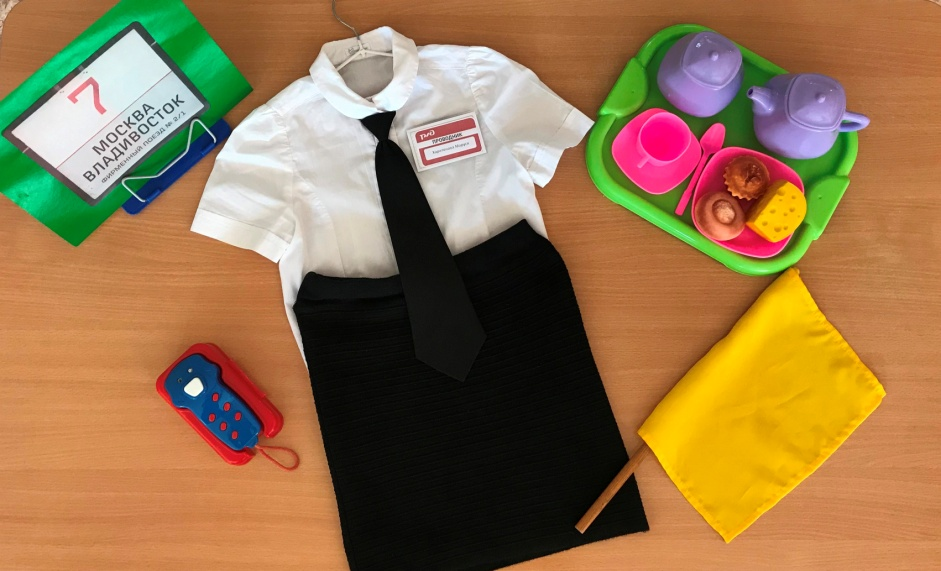 7
МОСКВА
ВЛАДИВОСТОК
ФИРМЕННЫЙ ПОЕЗД № 2/1
РЖД
ПРОВОДНИК